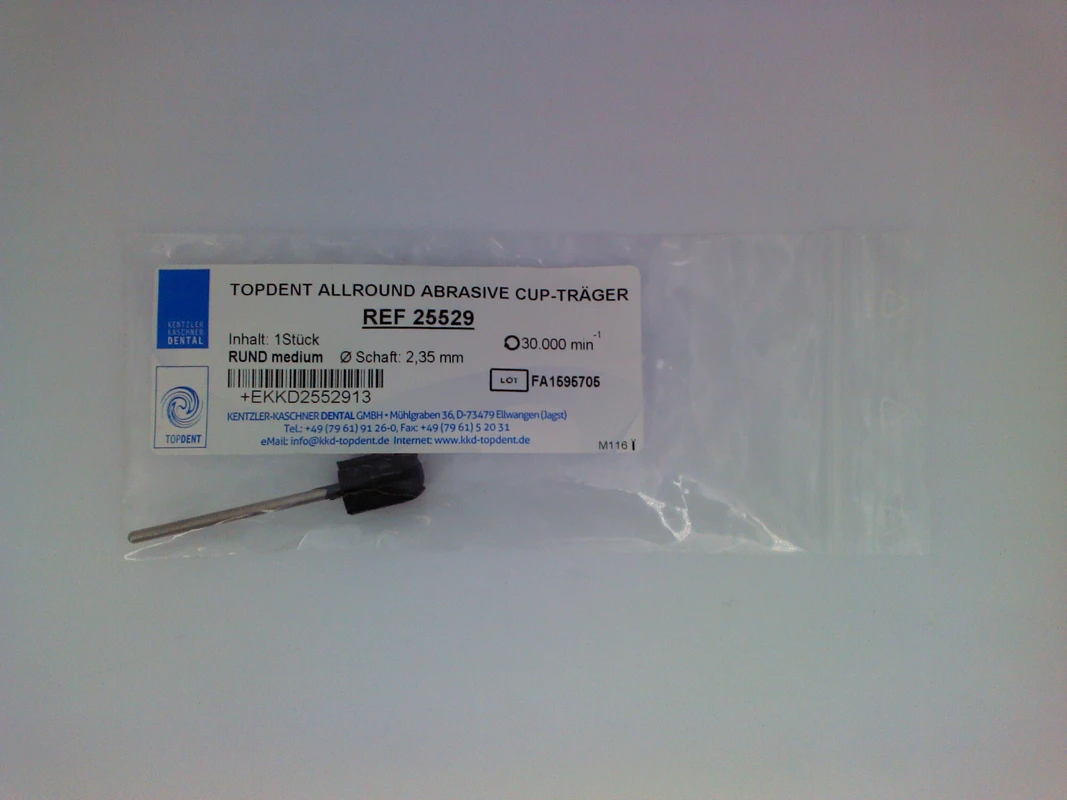 KENTZLER
KASCHNER
DENTAL
TOPDENT
TOPDENT ALLROUND ABRASIVE CUP-TRÄGER
REF 25529
Inhalt: 1Stück
30.000 min-1
RUND medium Ø Schaft: 2,35 mm
LOT FA1595705
+EKKD2552913
KENTZLER-KASCHNER DENTAL GMBH • Mühlgraben 36, D-73479 Ellwangen (Jagst)
Tel.: +49 (79 61) 91 26-0, Fax: +49 (79 61) 5 20 31
eMail: info@kkd-topdent.de Internet: www.kkd-topdent.de
M116